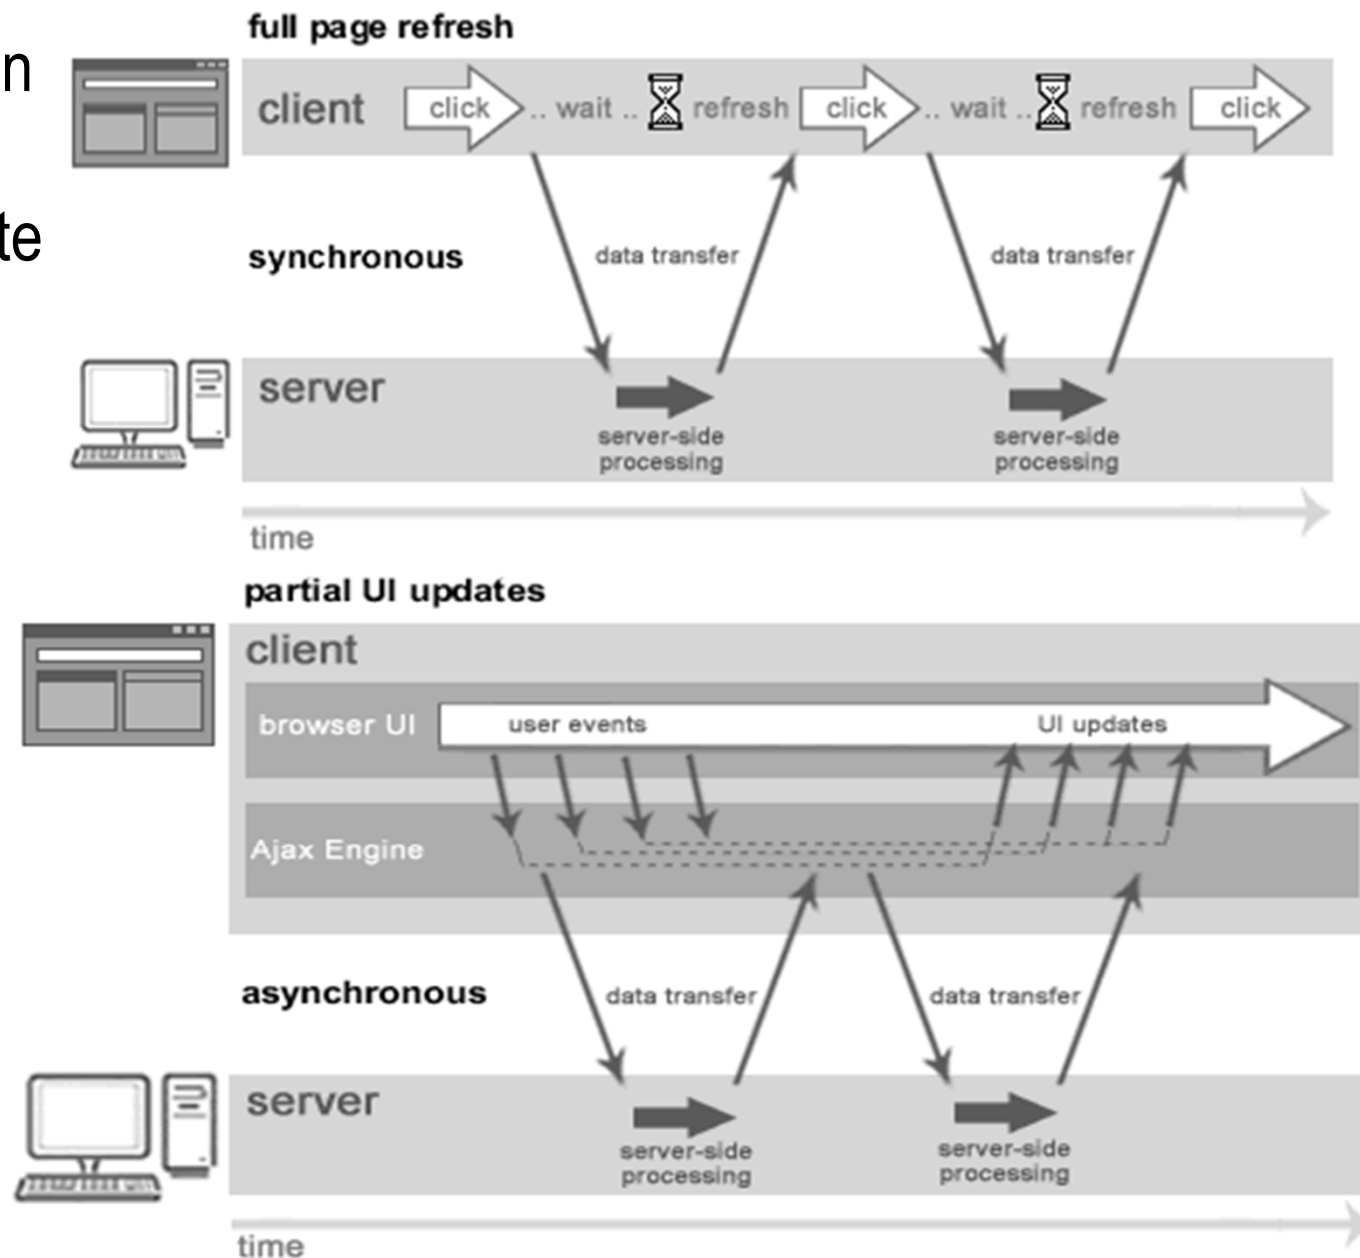 full page refresh
n
client click .. wait .. refresh click .. wait .. refresh click
te
synchronous data transfer data transfer
server
server-side processing server-side processing
time
partial UI updates
client
browser UI user events UI updates
Ajax Engine
asynchronous data transfer data transfer
server
server-side processing server-side processing
time